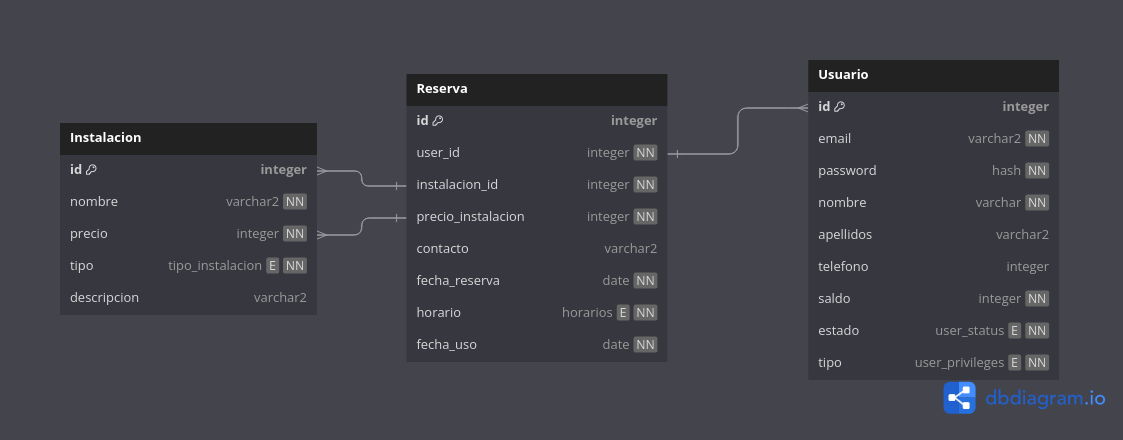 Instalacion
id integer
nombre varchar2 NN
precio integer NN
tipo tipo_instalacion E NN
descripcion varchar2
Reserva
id integer
user_id integer NN
instalacion_id integer NN
precio_instalacion integer NN
contacto varchar2
fecha_reserva date NN
horario horarios E NN
fecha_uso date NN
Usuario
id integer
email varchar2 NN
password hash NN
nombre varchar NN
apellidos varchar2
telefono integer
saldo integer NN
estado user_status E NN
tipo user_privileges E NN
dbdiagram.io